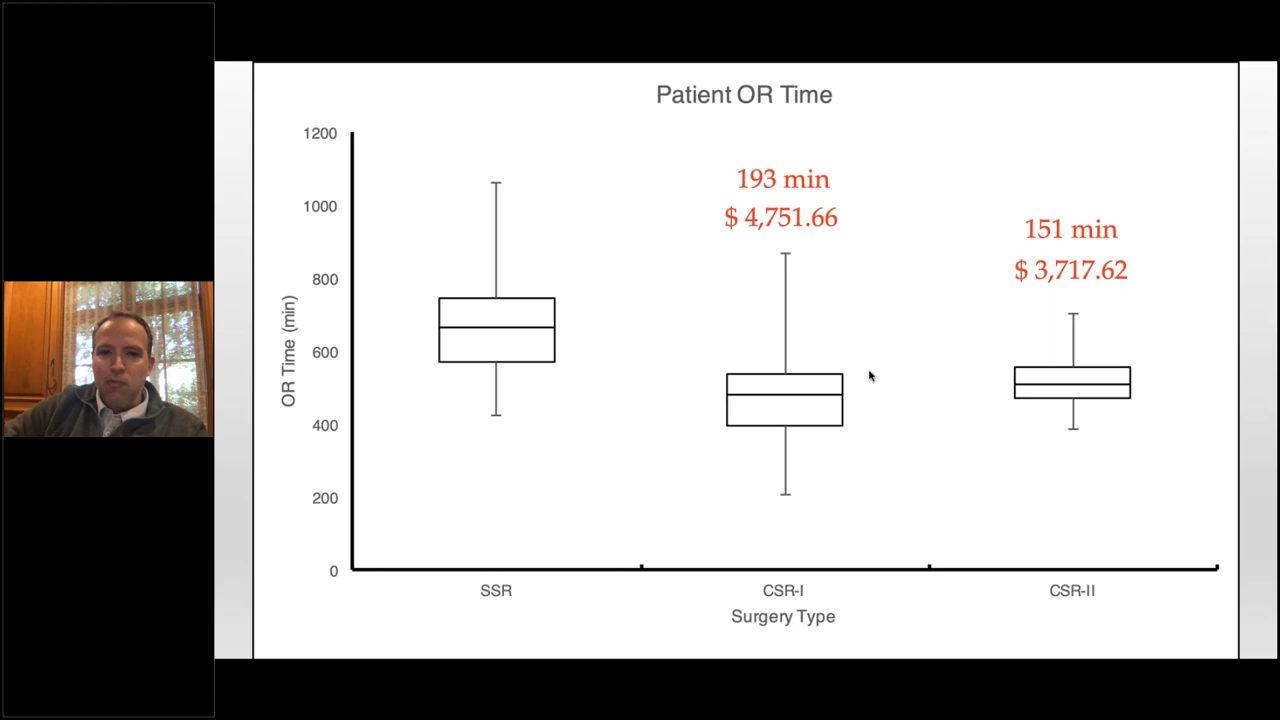 Patient OR Time
1200
1000
800
600
400
200
0
OR Time (min)
193 min
$ 4,751.66
151 min
$ 3,717.62
SSR
CSR-I
CSR-II
Surgery Type